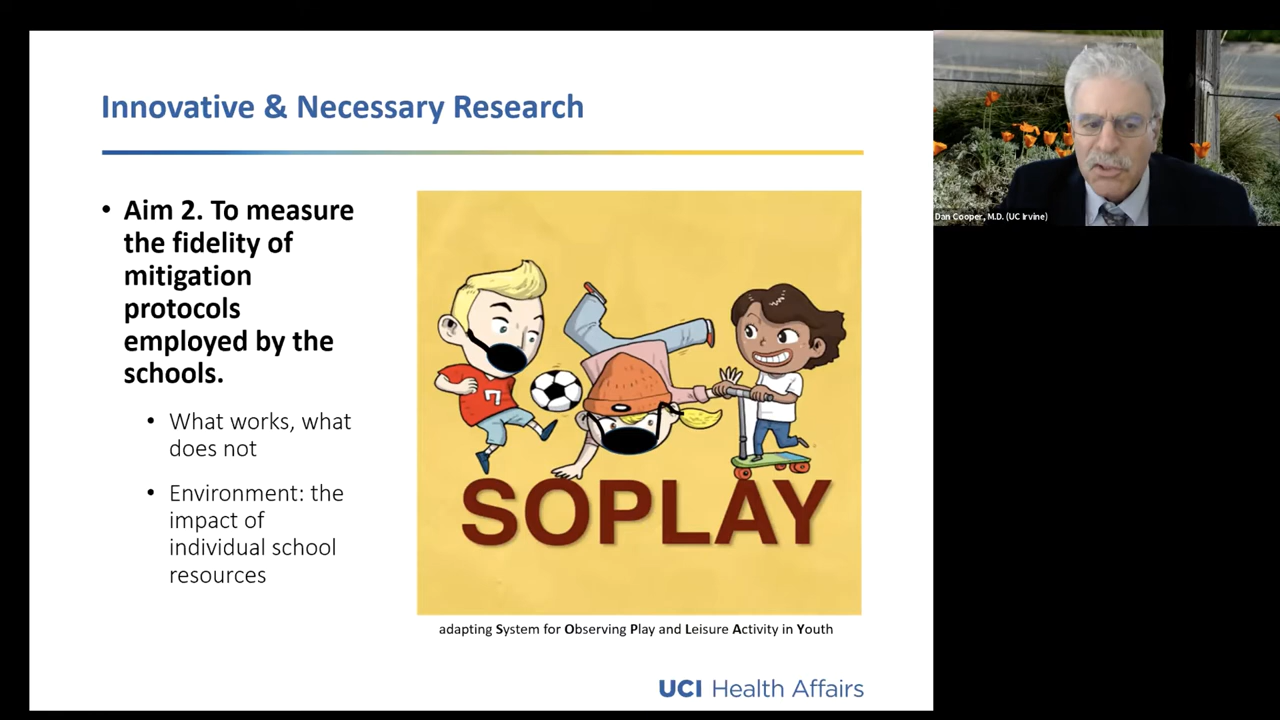 Innovative & Necessary Research
• Aim 2. To measure
the fidelity of
mitigation
protocols
employed by the
schools.
• What works, what
does not
• Environment: the
impact of
individual school
resources
7
SOPLAY
adapting System for Observing Play and Leisure Activity in Youth
UCI Health Affairs
Dan Cooper, M.D. (UC Irvine)